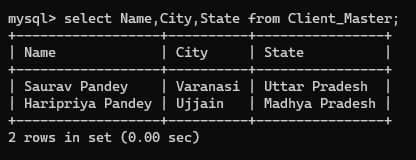 mysql> select Name,City,State from Client_Master;
+------------------+----------+----------------+
| Name             | City     | State          |
+------------------+----------+----------------+
| Saurav Pandey    | Varanasi | Uttar Pradesh  |
| Haripriya Pandey | Ujjain   | Madhya Pradesh |
+------------------+----------+----------------+
2 rows in set (0.00 sec)